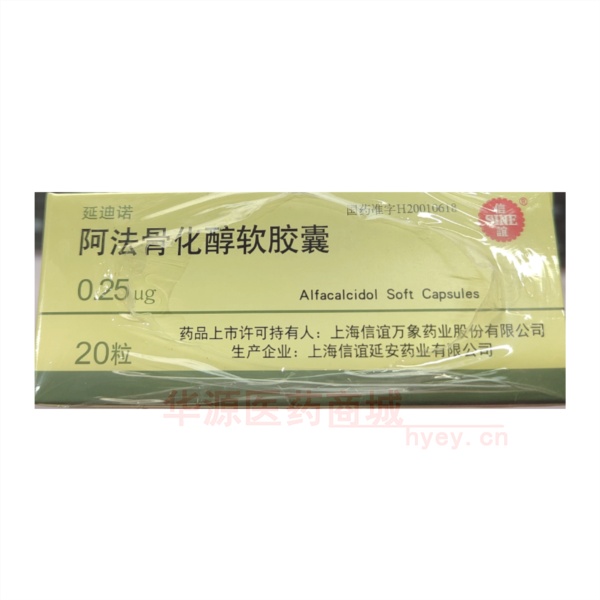 延迪诺
国药准字H20010618
信 SINE 谊
®
阿法骨化醇软胶囊
0.25ug
Alfacalcidol Soft Capsules
20粒
药品上市许可持有人：上海信谊万象药业股份有限公司
生产企业：上海信谊延安药业有限公司
华源医药商城
hyey.cn